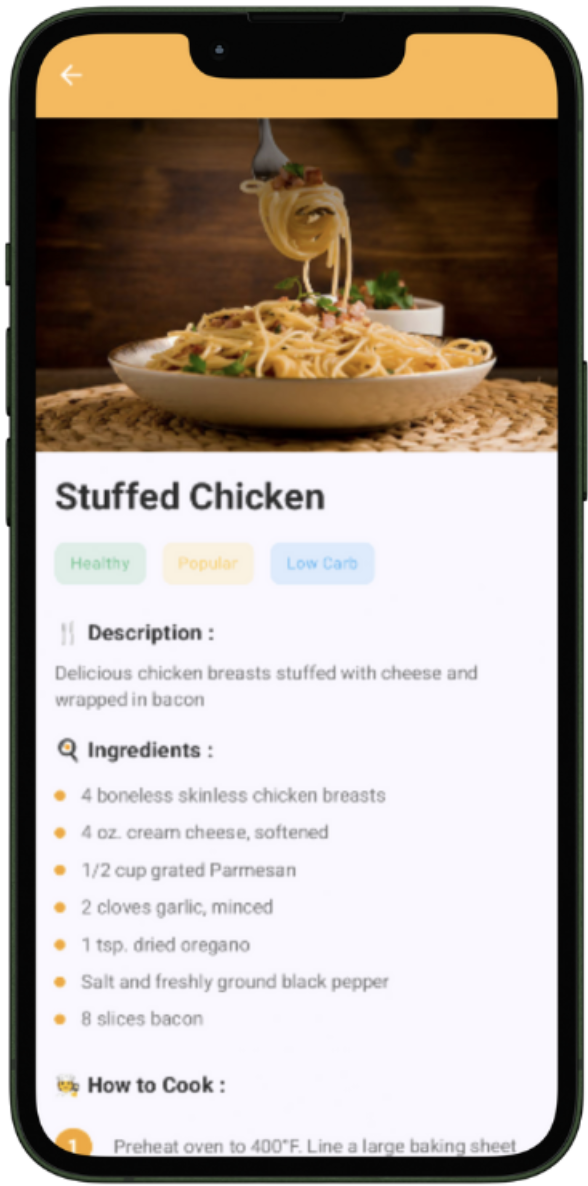 Stuffed Chicken
Healthy
Popular
Low Carb
Description :
Delicious chicken breasts stuffed with cheese and
wrapped in bacon
Ingredients :
4 boneless skinless chicken breasts
4 oz. cream cheese, softened
1/2 cup grated Parmesan
2 cloves garlic, minced
1 tsp. dried oregano
Salt and freshly ground black pepper
8 slices bacon
How to Cook :
1 Preheat oven to 400°F. Line a large baking sheet